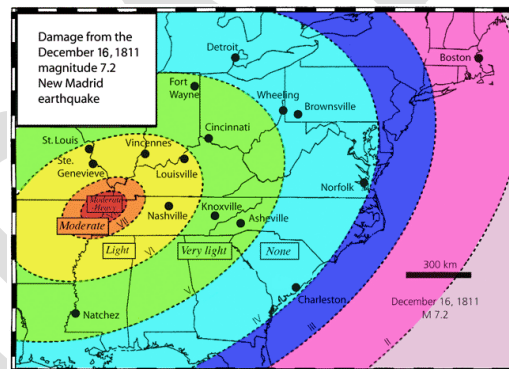 Damage from the
December 16, 1811
magnitude 7.2
New Madrid
earthquake
Detroit
Boston
Fort
Wayne
Wheeling
Brownsville
Cincinnati
St. Louis
Vincennes
Ste.
Genevieve
Louisville
Norfolk
Moderate
-Heavy
Nashville
Knoxville
Asheville
Moderate
VII
Light
VI
Very light
None
300 km
Charleston
December 16, 1811
M 7.2
Natchez
V
IV
III
II